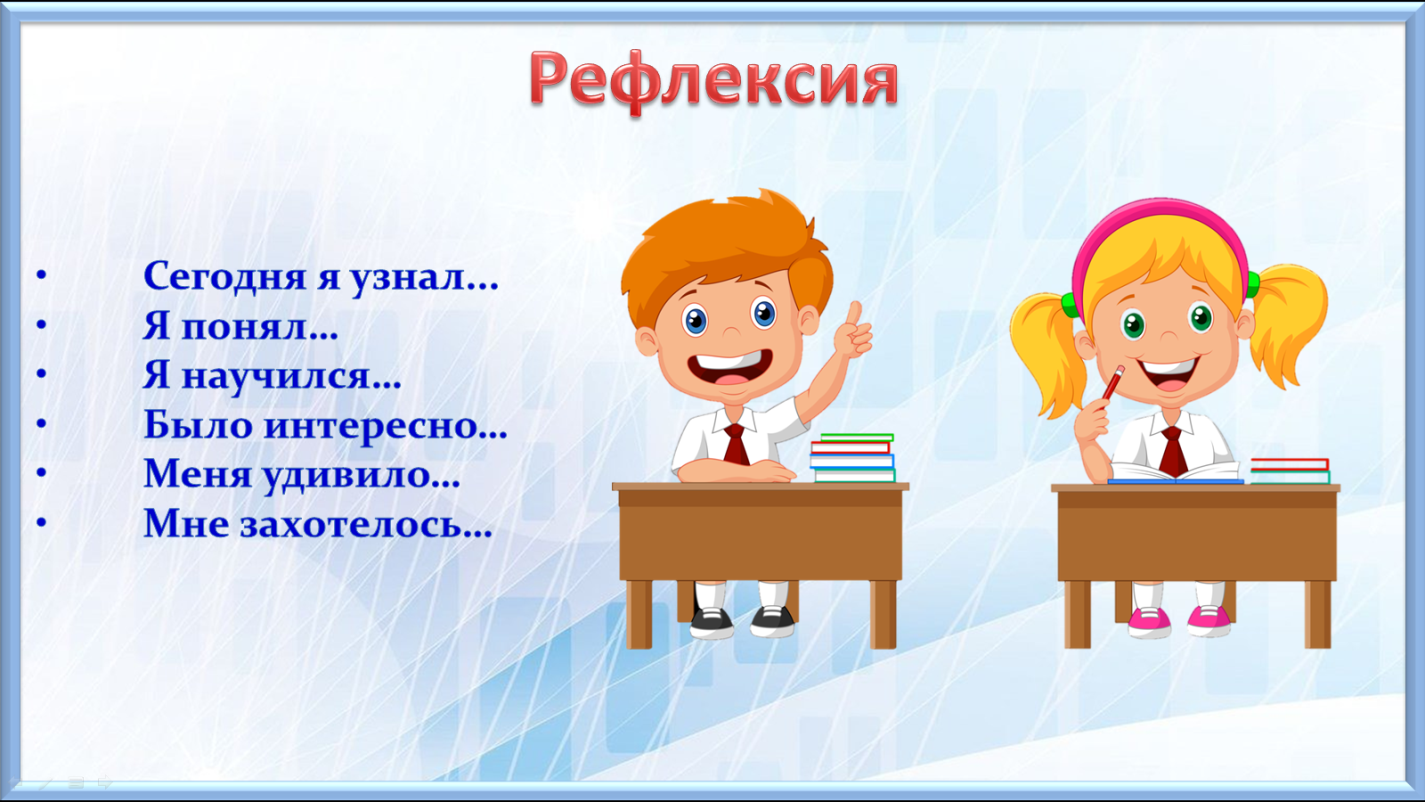 Рефлексия
• Сегодня я узнал...
• Я понял...
• Я научился...
• Было интересно...
• Меня удивило...
• Мне захотелось...